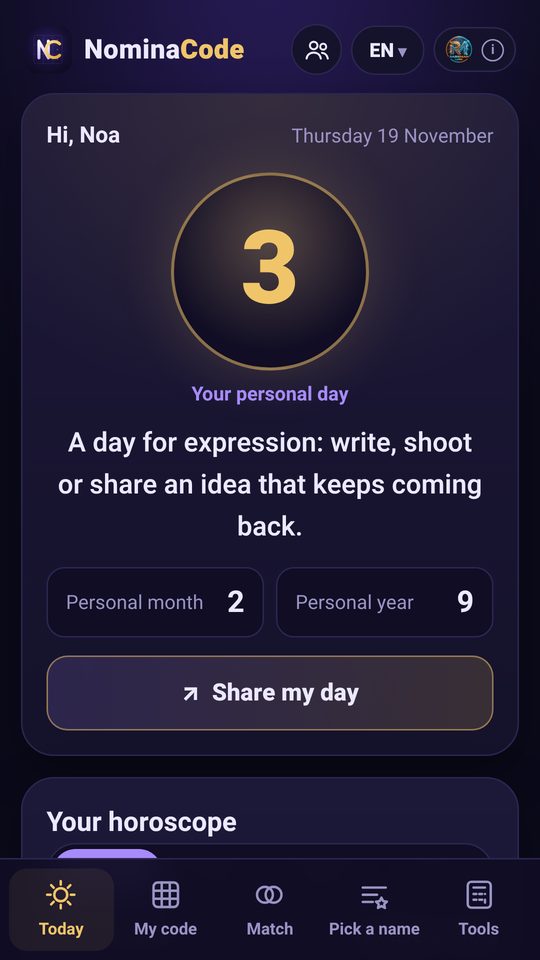 NC NominaCode
EN ▾
i
Hi, Noa
Thursday 19 November
3
Your personal day
A day for expression: write, shoot
or share an idea that keeps coming
back.
Personal month 2
Personal year 9
Share my day
Your horoscope
Today
My code
Match
Pick a name
Tools